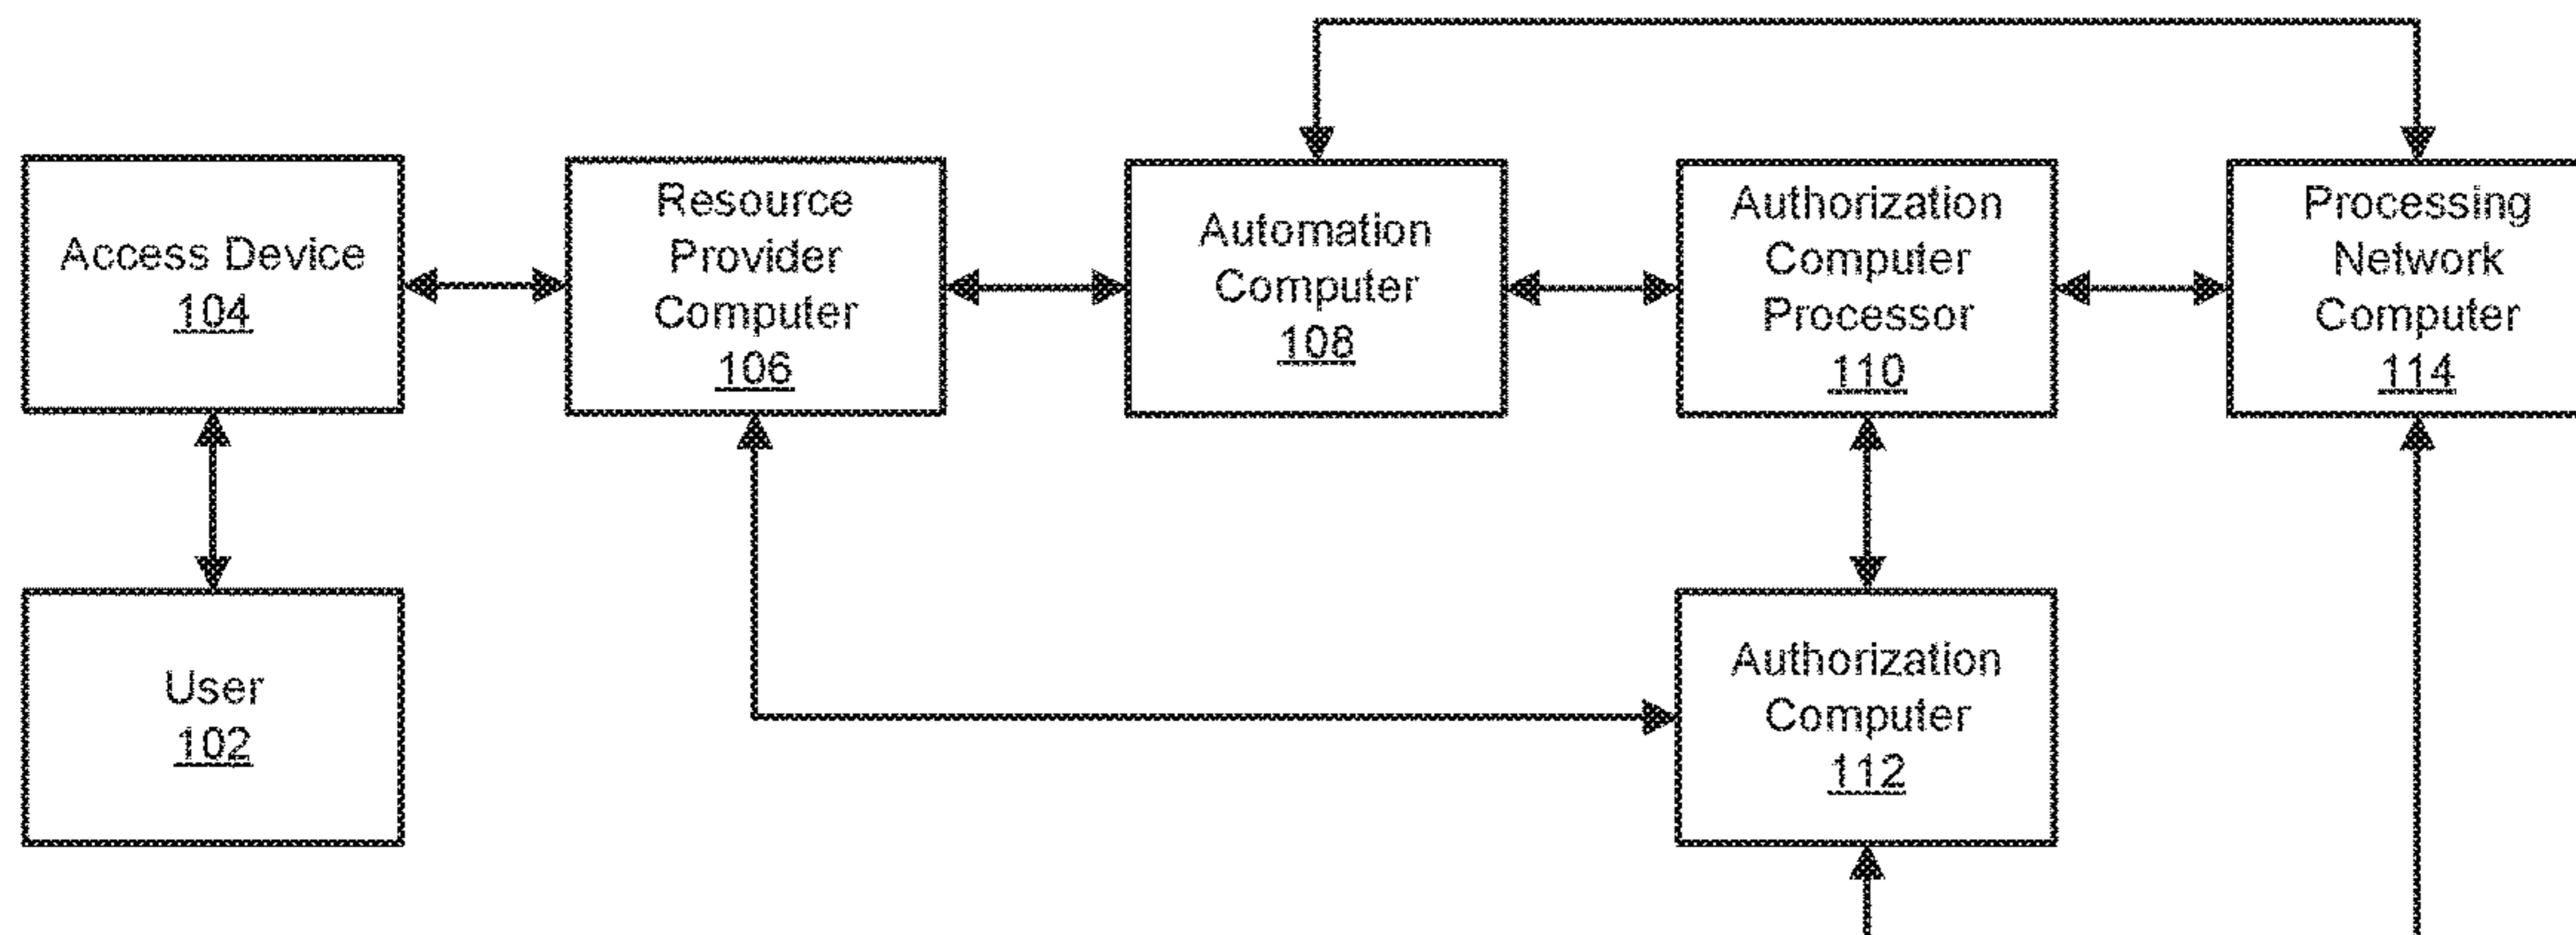 Access Device
104
Resource
Provider
Computer
106
Automation
Computer
108
Authorization
Computer
Processor
110
Processing
Network
Computer
114
User
102
Authorization
Computer
112